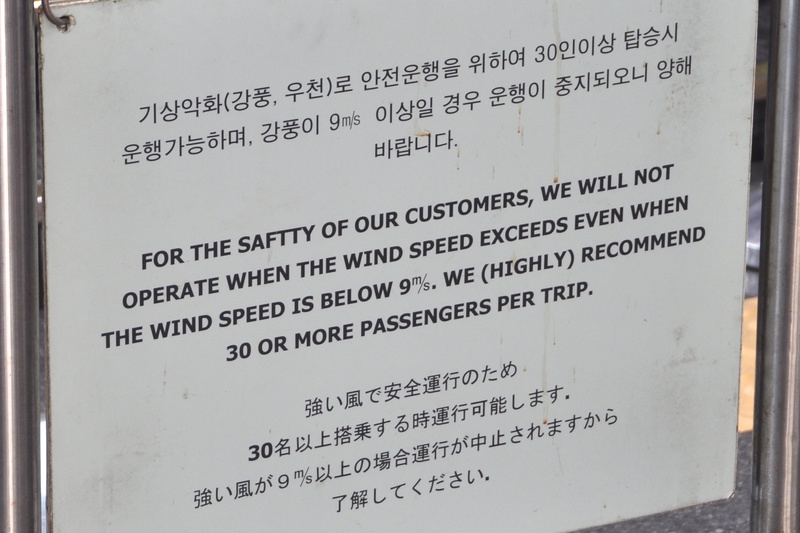 기상악화(강풍, 우천)로 안전운행을 위하여 30인이상 탑승시
운행가능하며, 강풍이 9㎧ 이상일 경우 운행이 중지되오니 양해
바랍니다.
FOR THE SAFTTY OF OUR CUSTOMERS, WE WILL NOT
OPERATE WHEN THE WIND SPEED EXCEEDS EVEN WHEN
THE WIND SPEED IS BELOW 9㎧. WE (HIGHLY) RECOMMEND
30 OR MORE PASSENGERS PER TRIP.
強い風で安全運行のため
30名以上搭乗する時運行可能します.
強い風が９㎧以上の場合運行が中止されますから
了解してください.